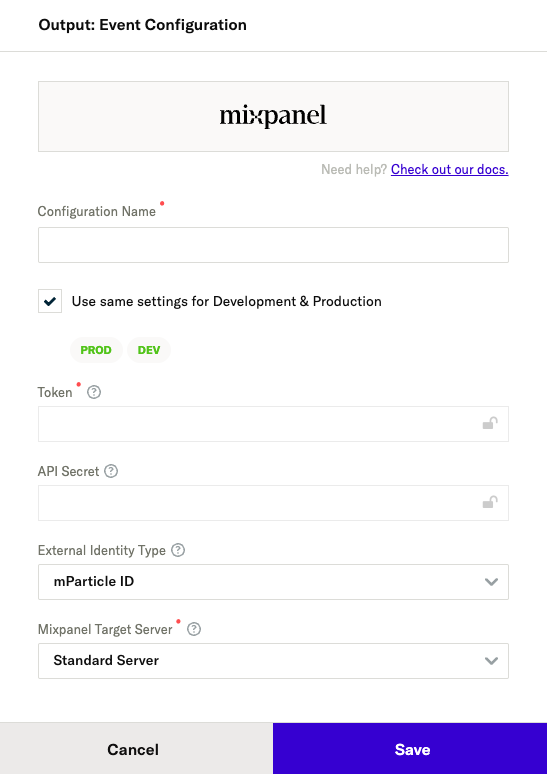 Output: Event Configuration
mixpanel
Need help? Check out our docs.
Configuration Name *
Use same settings for Development & Production
PROD DEV
Token * ?
API Secret ?
External Identity Type ?
mParticle ID
Mixpanel Target Server * ?
Standard Server
Cancel Save